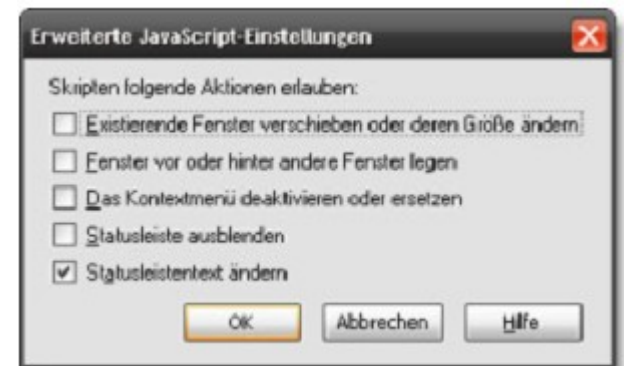 Erweiterte JavaScript-Einstellungen
Skripten folgende Aktionen erlauben:
Existierende Fenster verschieben oder deren Größe ändern
Fenster vor oder hinter andere Fenster legen
Das Kontextmenü deaktivieren oder ersetzen
Statusleiste ausblenden
Statusleistentext ändern
OK Abbrechen Hilfe